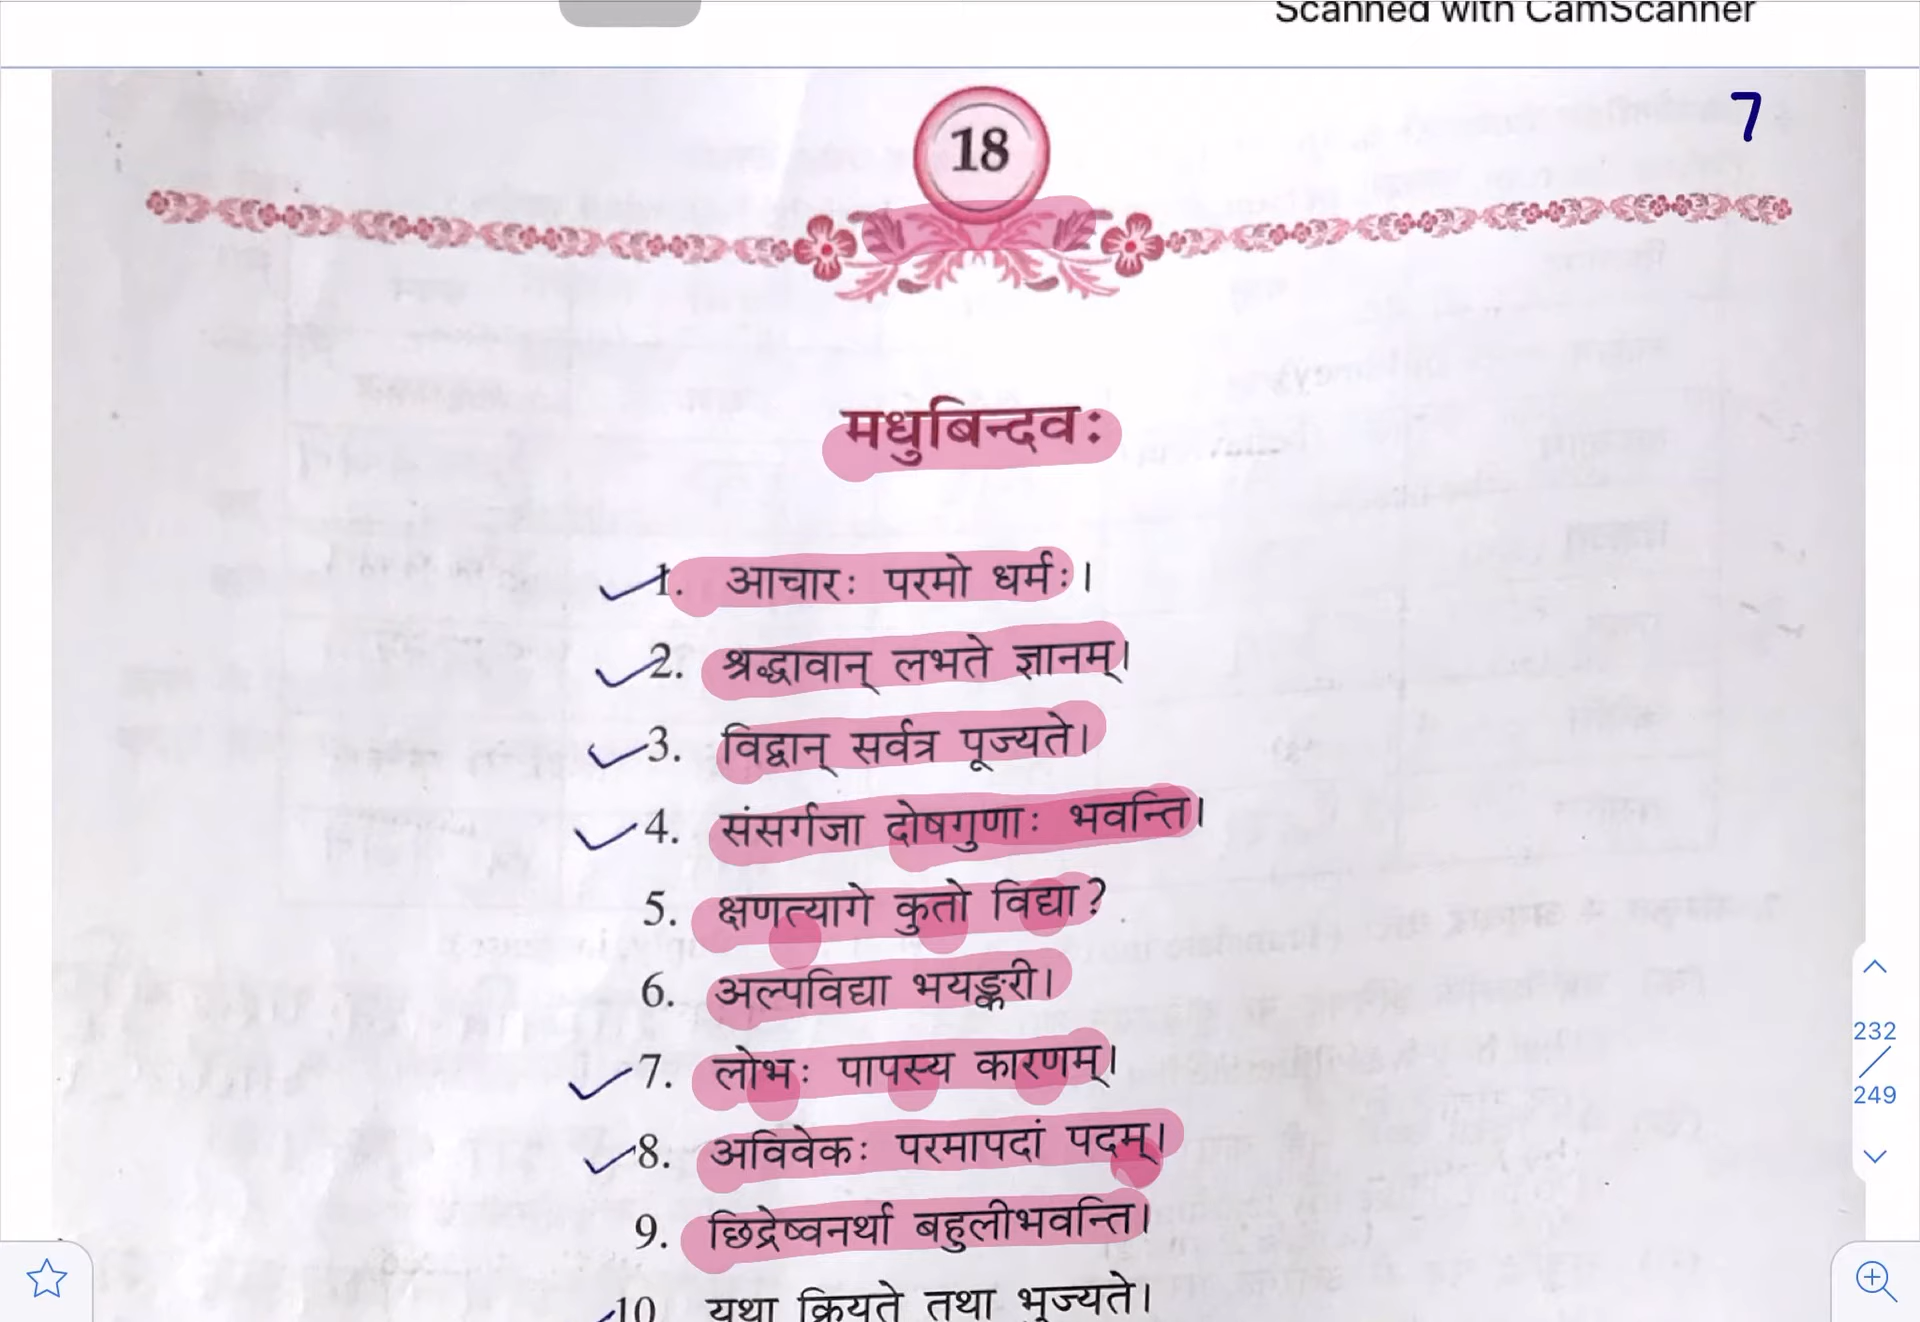 Scanned with CamScanner
7
18
मधुबिन्दवः
1. आचारः परमो धर्मः।
2. श्रद्धावान् लभते ज्ञानम्।
3. विद्वान् सर्वत्र पूज्यते।
4. संसर्गजा दोषगुणाः भवन्ति।
5. क्षणत्यागे कुतो विद्या?
6. अल्पविद्या भयङ्करी।
7. लोभः पापस्य कारणम्।
8. अविवेकः परमापदां पदम्।
9. छिद्रेष्वनर्था बहुलीभवन्ति।
10. यथा क्रियते तथा भूज्यते।
232
/
249